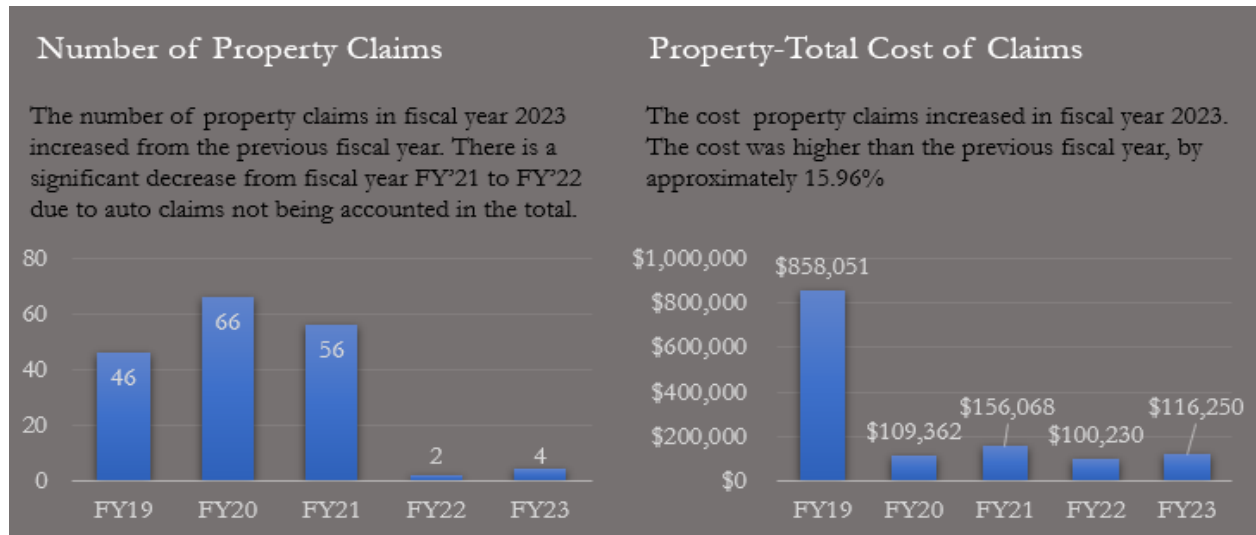 Number of Property Claims
The number of property claims in fiscal year 2023
increased from the previous fiscal year. There is a
significant decrease from fiscal year FY'21 to FY'22
due to auto claims not being accounted in the total.
80
60
40
20
0
46
66
56
2
4
FY19
FY20
FY21
FY22
FY23
Property-Total Cost of Claims
The cost  property claims increased in fiscal year 2023.
The cost was higher than the previous fiscal year, by
approximately 15.96%
$1,000,000
$800,000
$600,000
$400,000
$200,000
$0
$858,051
$109,362
$156,068
$100,230
$116,250
FY19
FY20
FY21
FY22
FY23